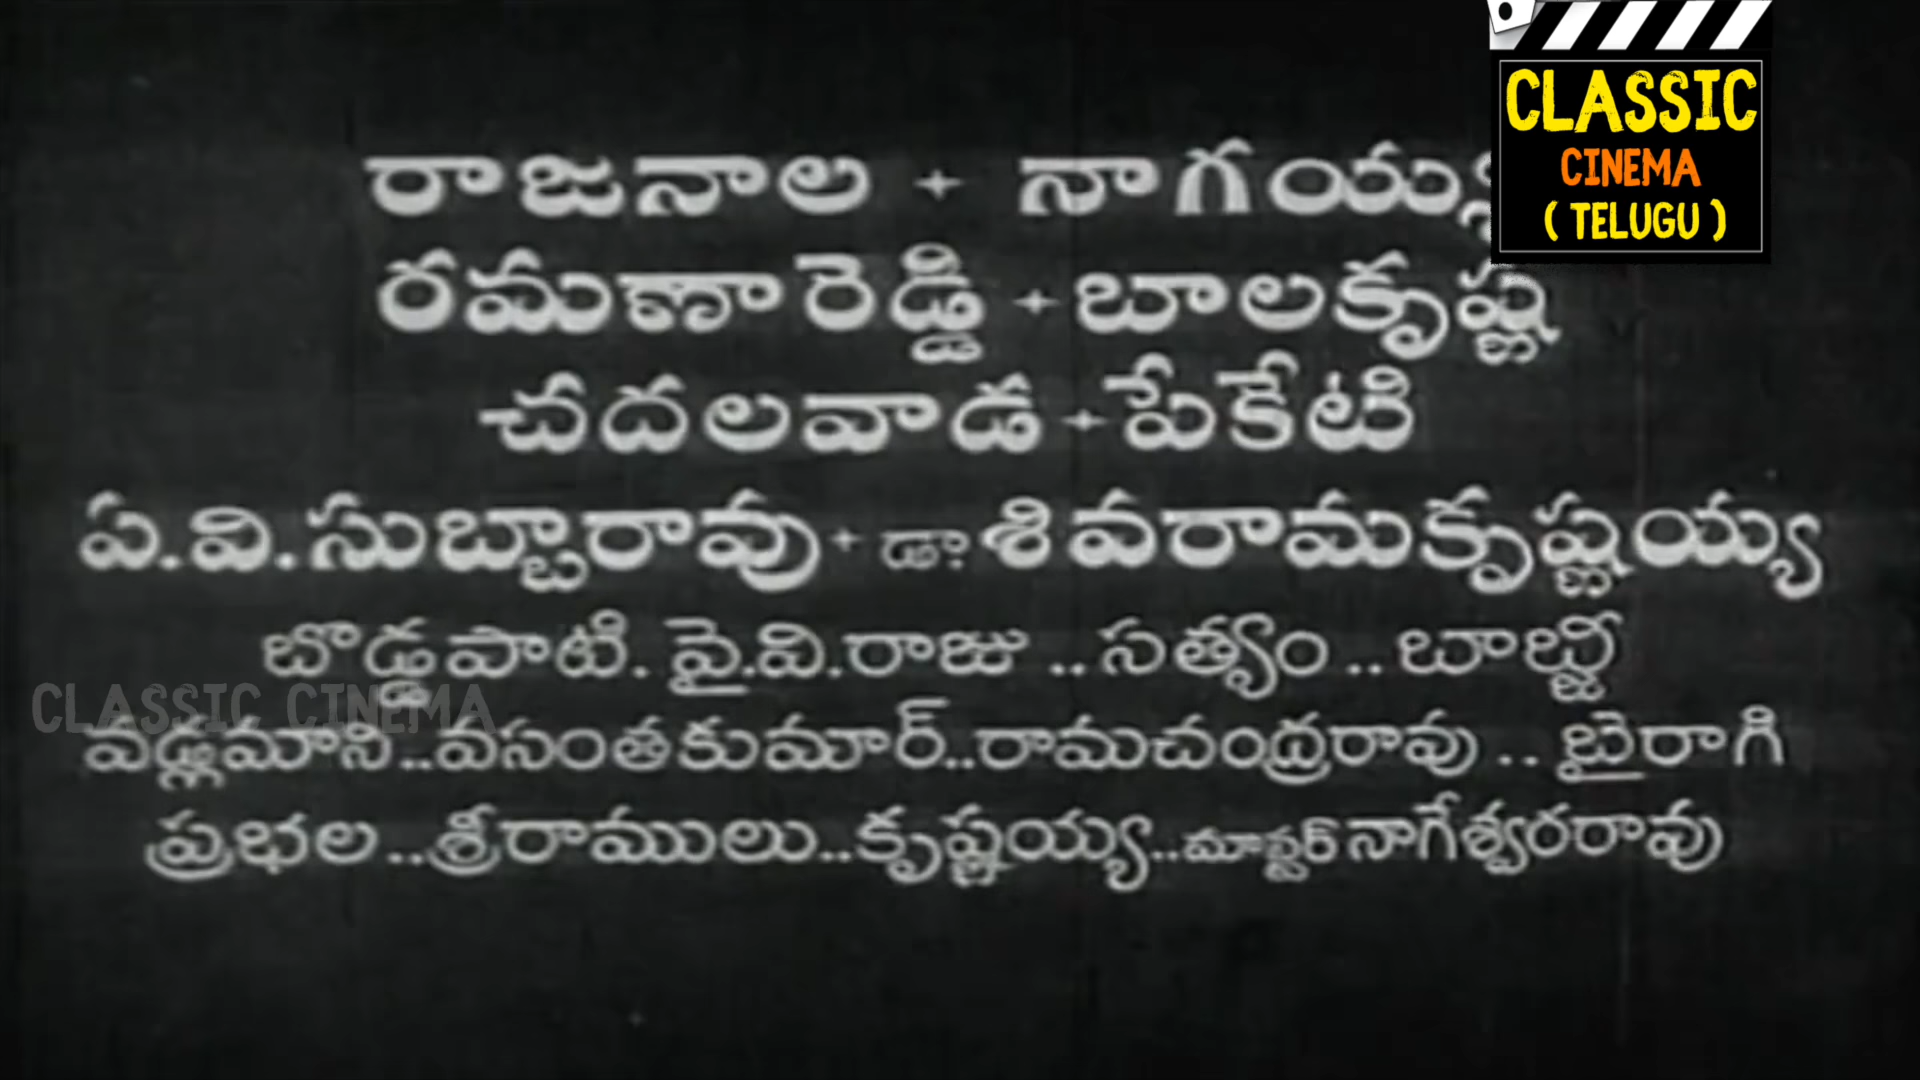 CLASSIC
CINEMA
( TELUGU )
రాజనాల + నాగయ్య
రమణారెడ్డి + బాలకృష్ణ
చదలవాడ + పేకేటి
ఏ.వి.సుబ్బారావు + డా. శివరామకృష్ణయ్య
బొడ్డపాటి. వై.వి.రాజు .. సత్యం .. బాబ్జీ
CLASSIC CINEMA
వడ్లమాని..వసంతకుమార్..రామచంద్రరావు .. బైరాగి
ప్రభల ..శ్రీరాములు..కృష్ణయ్య..మాస్టర్ నాగేశ్వరరావు